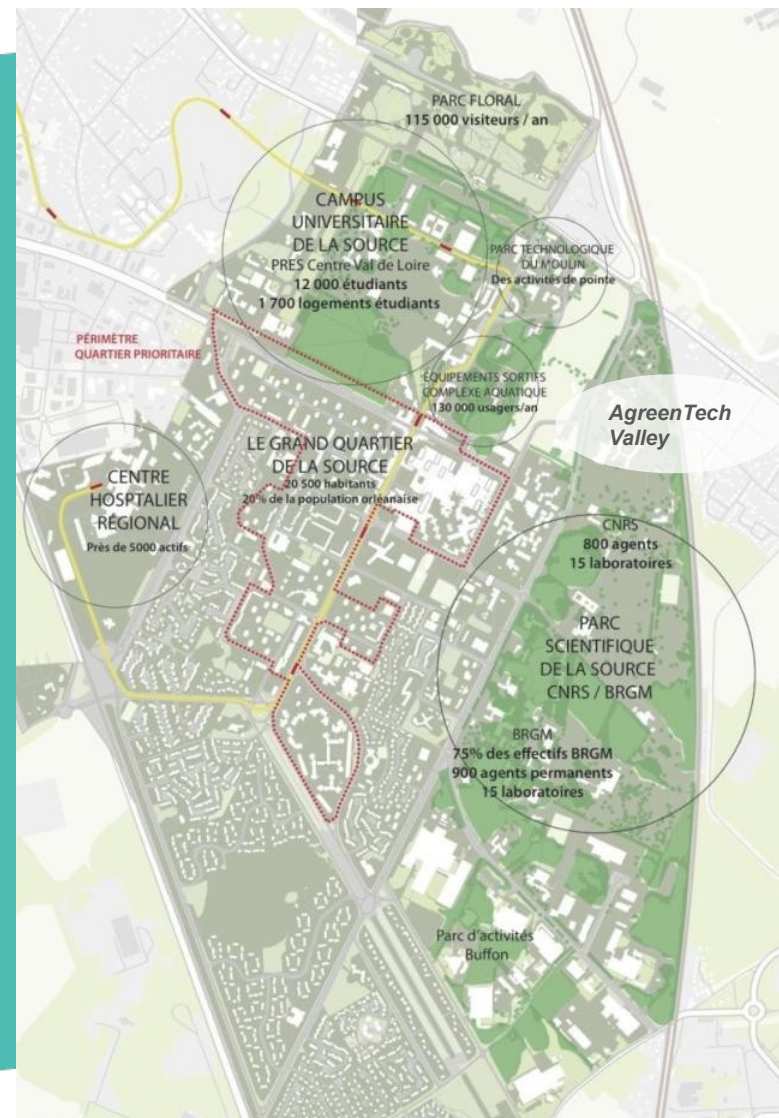 PARC FLORAL
115 000 visiteurs / an
CAMPUS
UNIVERSITAIRE
DE LA SOURCE
PRES Centre Val de Loire
12 000 étudiants
1 700 logements étudiants
PARC TECHNOLOGIQUE
DU MOULIN
Des activités de pointe
PÉRIMÈTRE
QUARTIER PRIORITAIRE
ÉQUIPEMENTS SORTIFS
COMPLEXE AQUATIQUE
130 000 usagers/an
AgreenTech
Valley
LE GRAND QUARTIER
DE LA SOURCE
20 500 habitants
20% de la population orléanaise
CENTRE
HOSPTALIER
RÉGIONAL
Près de 5000 actifs
CNRS
800 agents
15 laboratoires
PARC
SCIENTIFIQUE
DE LA SOURCE
CNRS / BRGM
BRGM
75% des effectifs BRGM
900 agents permanents
15 laboratoires
Parc d'activités
Buffon